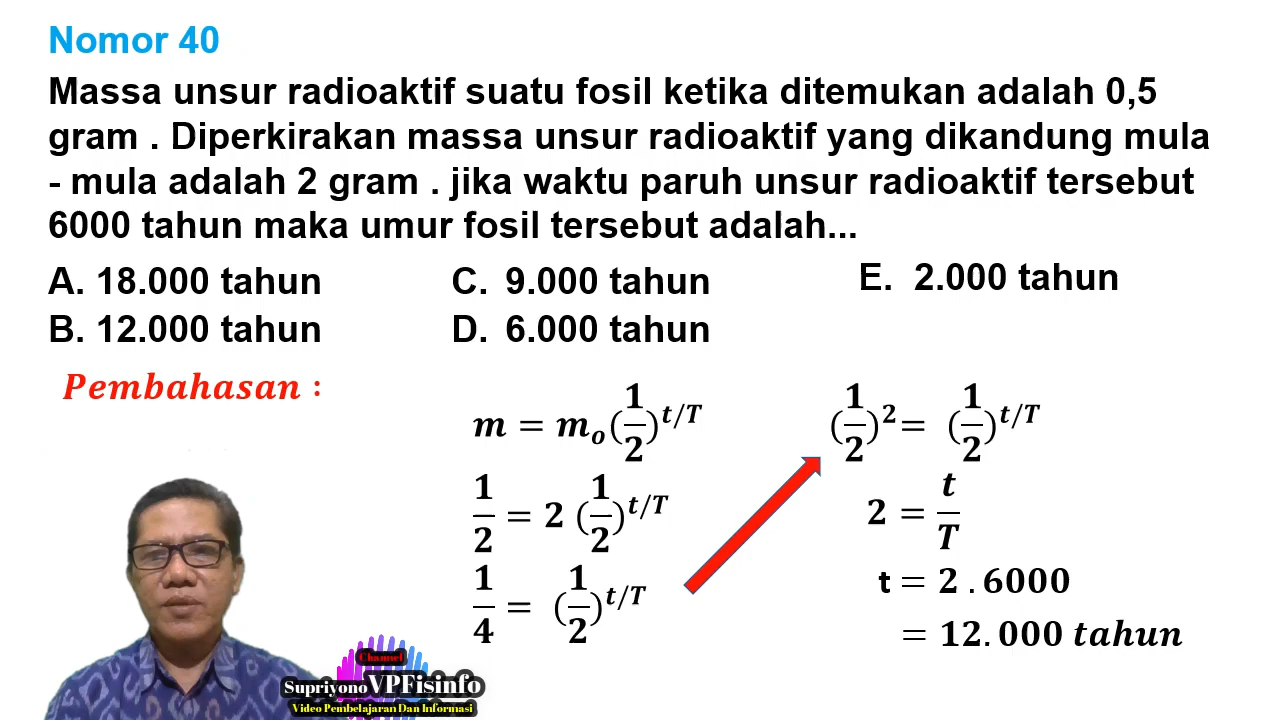 Nomor 40
Massa unsur radioaktif suatu fosil ketika ditemukan adalah 0,5
gram . Diperkirakan massa unsur radioaktif yang dikandung mula
- mula adalah 2 gram . jika waktu paruh unsur radioaktif tersebut
6000 tahun maka umur fosil tersebut adalah...
A. 18.000 tahun
B. 12.000 tahun
C. 9.000 tahun
D. 6.000 tahun
E. 2.000 tahun
Pembahasan :
m = mₒ(1/2)^t/T
1/2 = 2 (1/2)^t/T
1/4 = (1/2)^t/T
(1/2)^2 = (1/2)^t/T
2 = t/T
t = 2 . 6000
= 12.000 tahun
Channel
SupriyonoVPFisinfo
Video Pembelajaran Dan Informasi